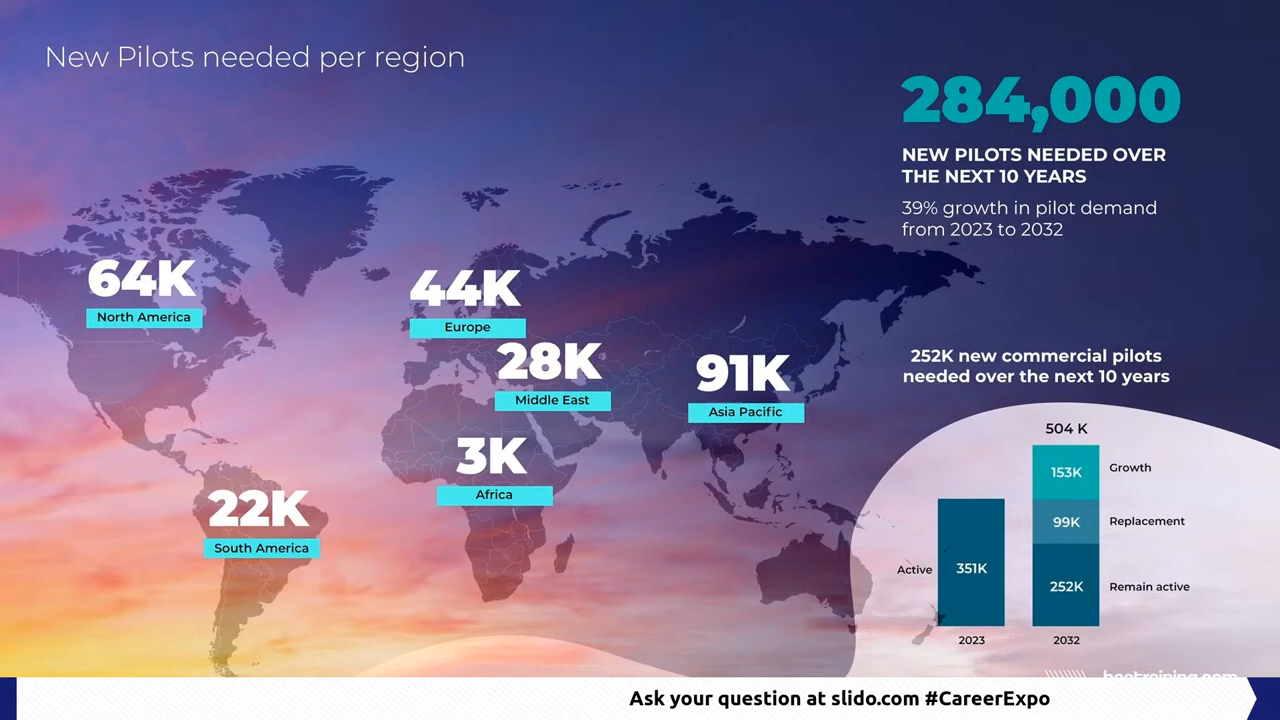 New Pilots needed per region
284,000
NEW PILOTS NEEDED OVER
THE NEXT 10 YEARS
39% growth in pilot demand
from 2023 to 2032
64K
North America
44K
Europe
28K
Middle East
91K
Asia Pacific
3K
Africa
22K
South America
252K new commercial pilots
needed over the next 10 years
504 K
153K
Growth
99K
Replacement
Active
351K
252K
Remain active
2023
2032
Ask your question at slido.com #CareerExpo